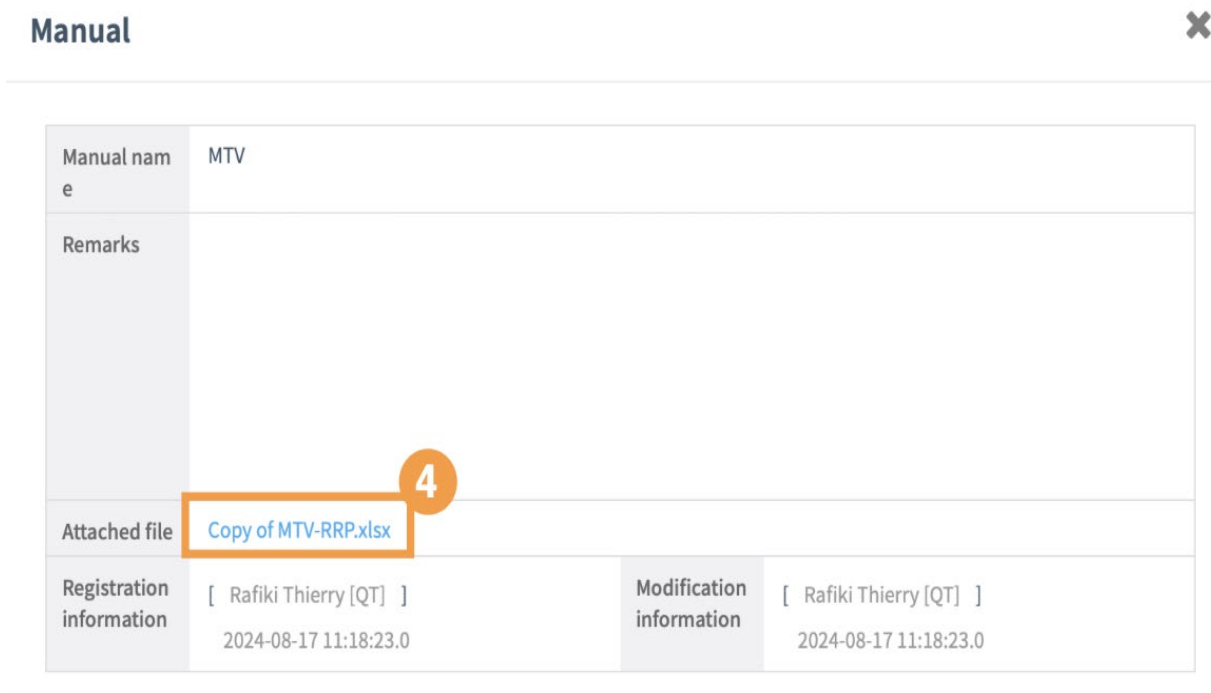 Manual
Manual nam
e
MTV
Remarks
4
Attached file
Copy of MTV-RRP.xlsx
Registration
information
[ Rafiki Thierry [QT] ]
2024-08-17 11:18:23.0
Modification
information
[ Rafiki Thierry [QT] ]
2024-08-17 11:18:23.0